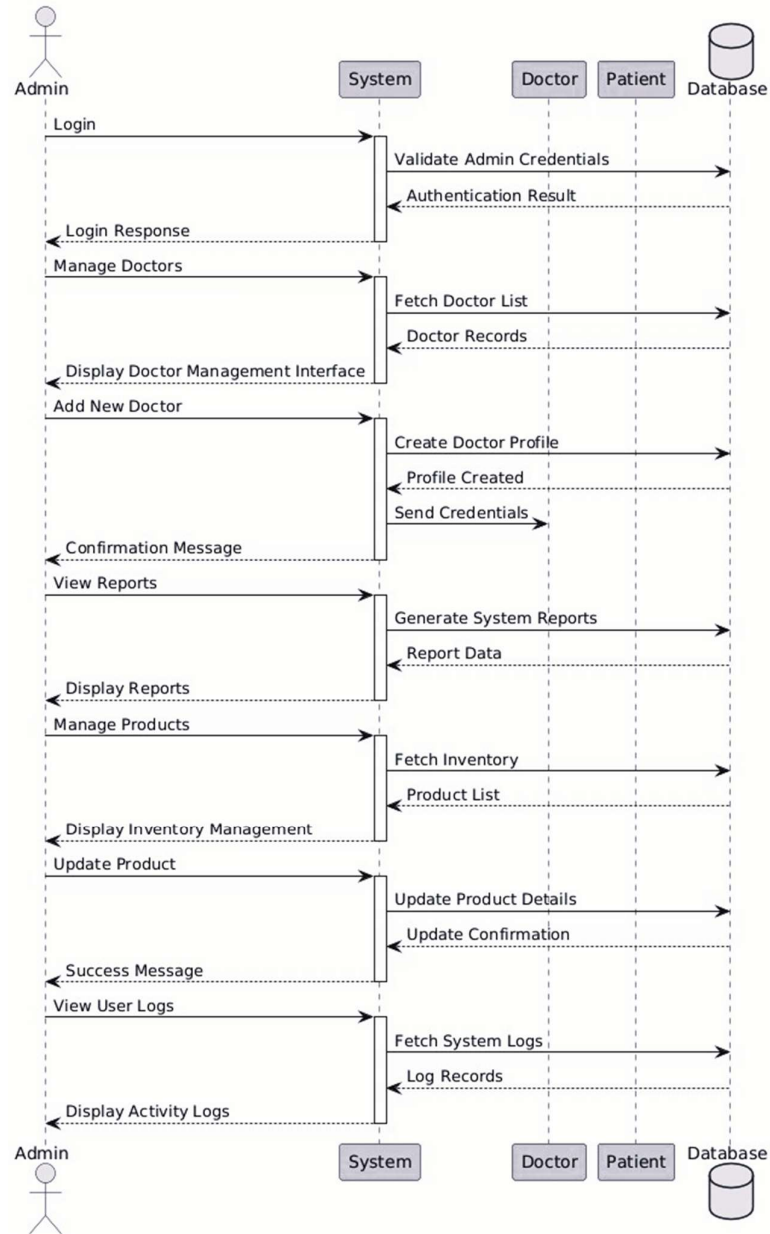 Admin
System
Doctor
Patient
Database
Login
Validate Admin Credentials
Authentication Result
Login Response
Manage Doctors
Fetch Doctor List
Doctor Records
Display Doctor Management Interface
Add New Doctor
Create Doctor Profile
Profile Created
Send Credentials
Confirmation Message
View Reports
Generate System Reports
Report Data
Display Reports
Manage Products
Fetch Inventory
Product List
Display Inventory Management
Update Product
Update Product Details
Update Confirmation
Success Message
View User Logs
Fetch System Logs
Log Records
Display Activity Logs
Admin
System
Doctor
Patient
Database